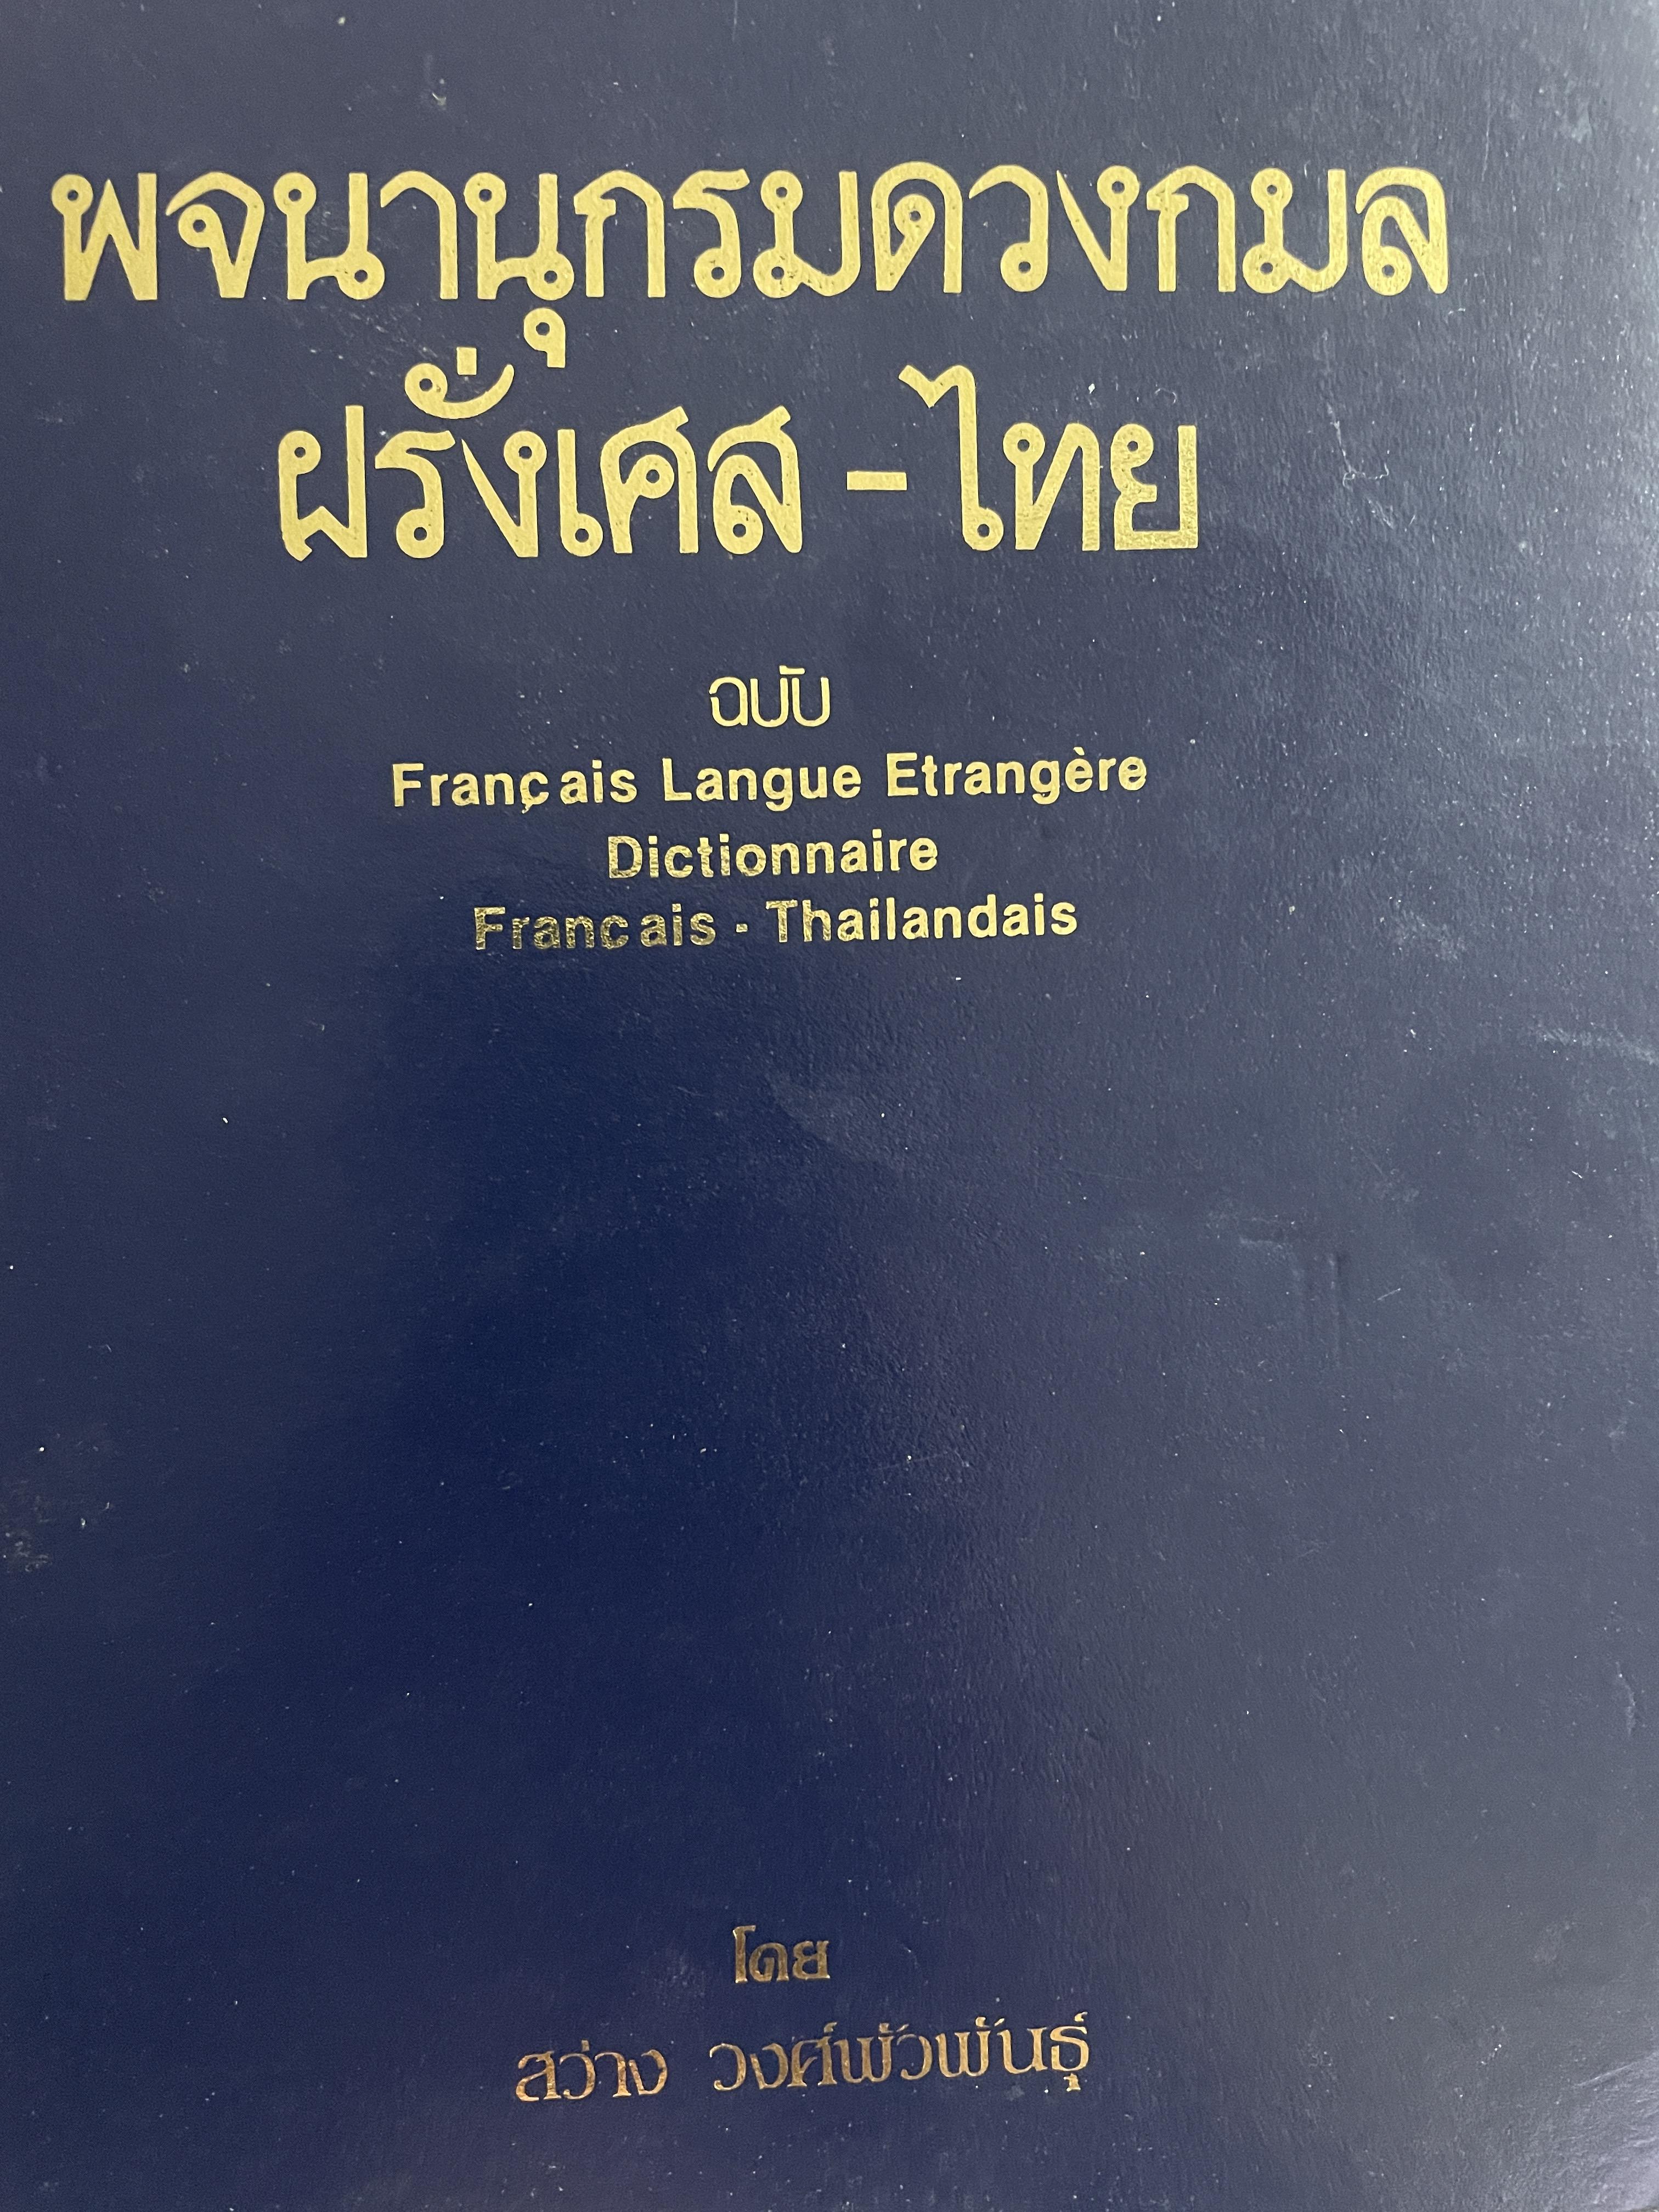 พจนานุกรมดวงกมล
ฝรั่งเศส - ไทย
ฉบับ
Français Langue Etrangère
Dictionnaire
Francais - Thailandais
โดย
สว่าง วงศ์พัวพันธุ์